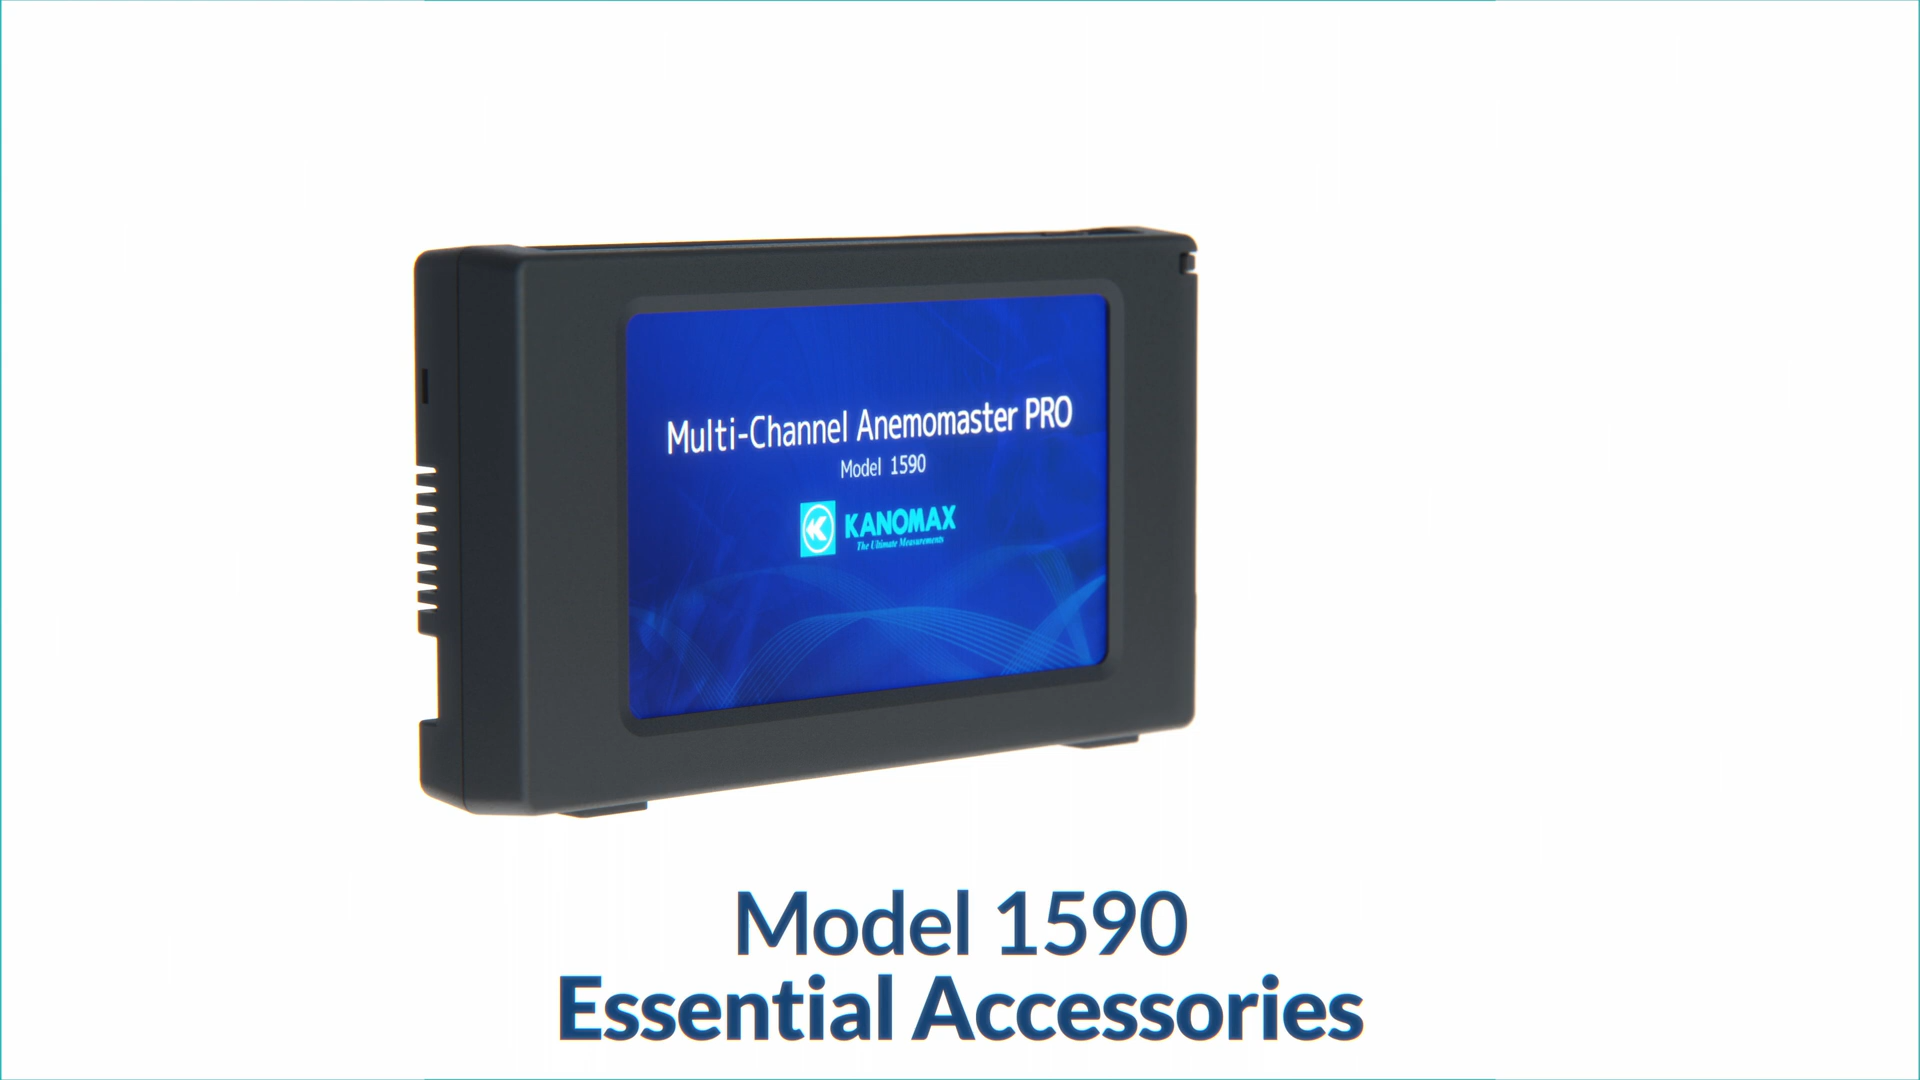 Multi-Channel Anemomaster PRO
Model 1590
KANOMAX
The Ultimate Measurements
Model 1590
Essential Accessories